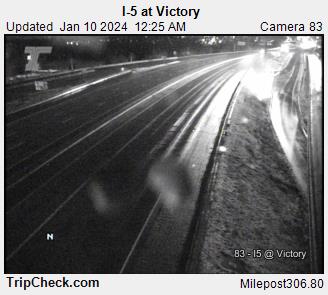 I-5 at Victory
Updated Jan 10 2024 12:25 AM Camera 83
N
83 - I5 @ Victory
TripCheck.com Milepost306.80